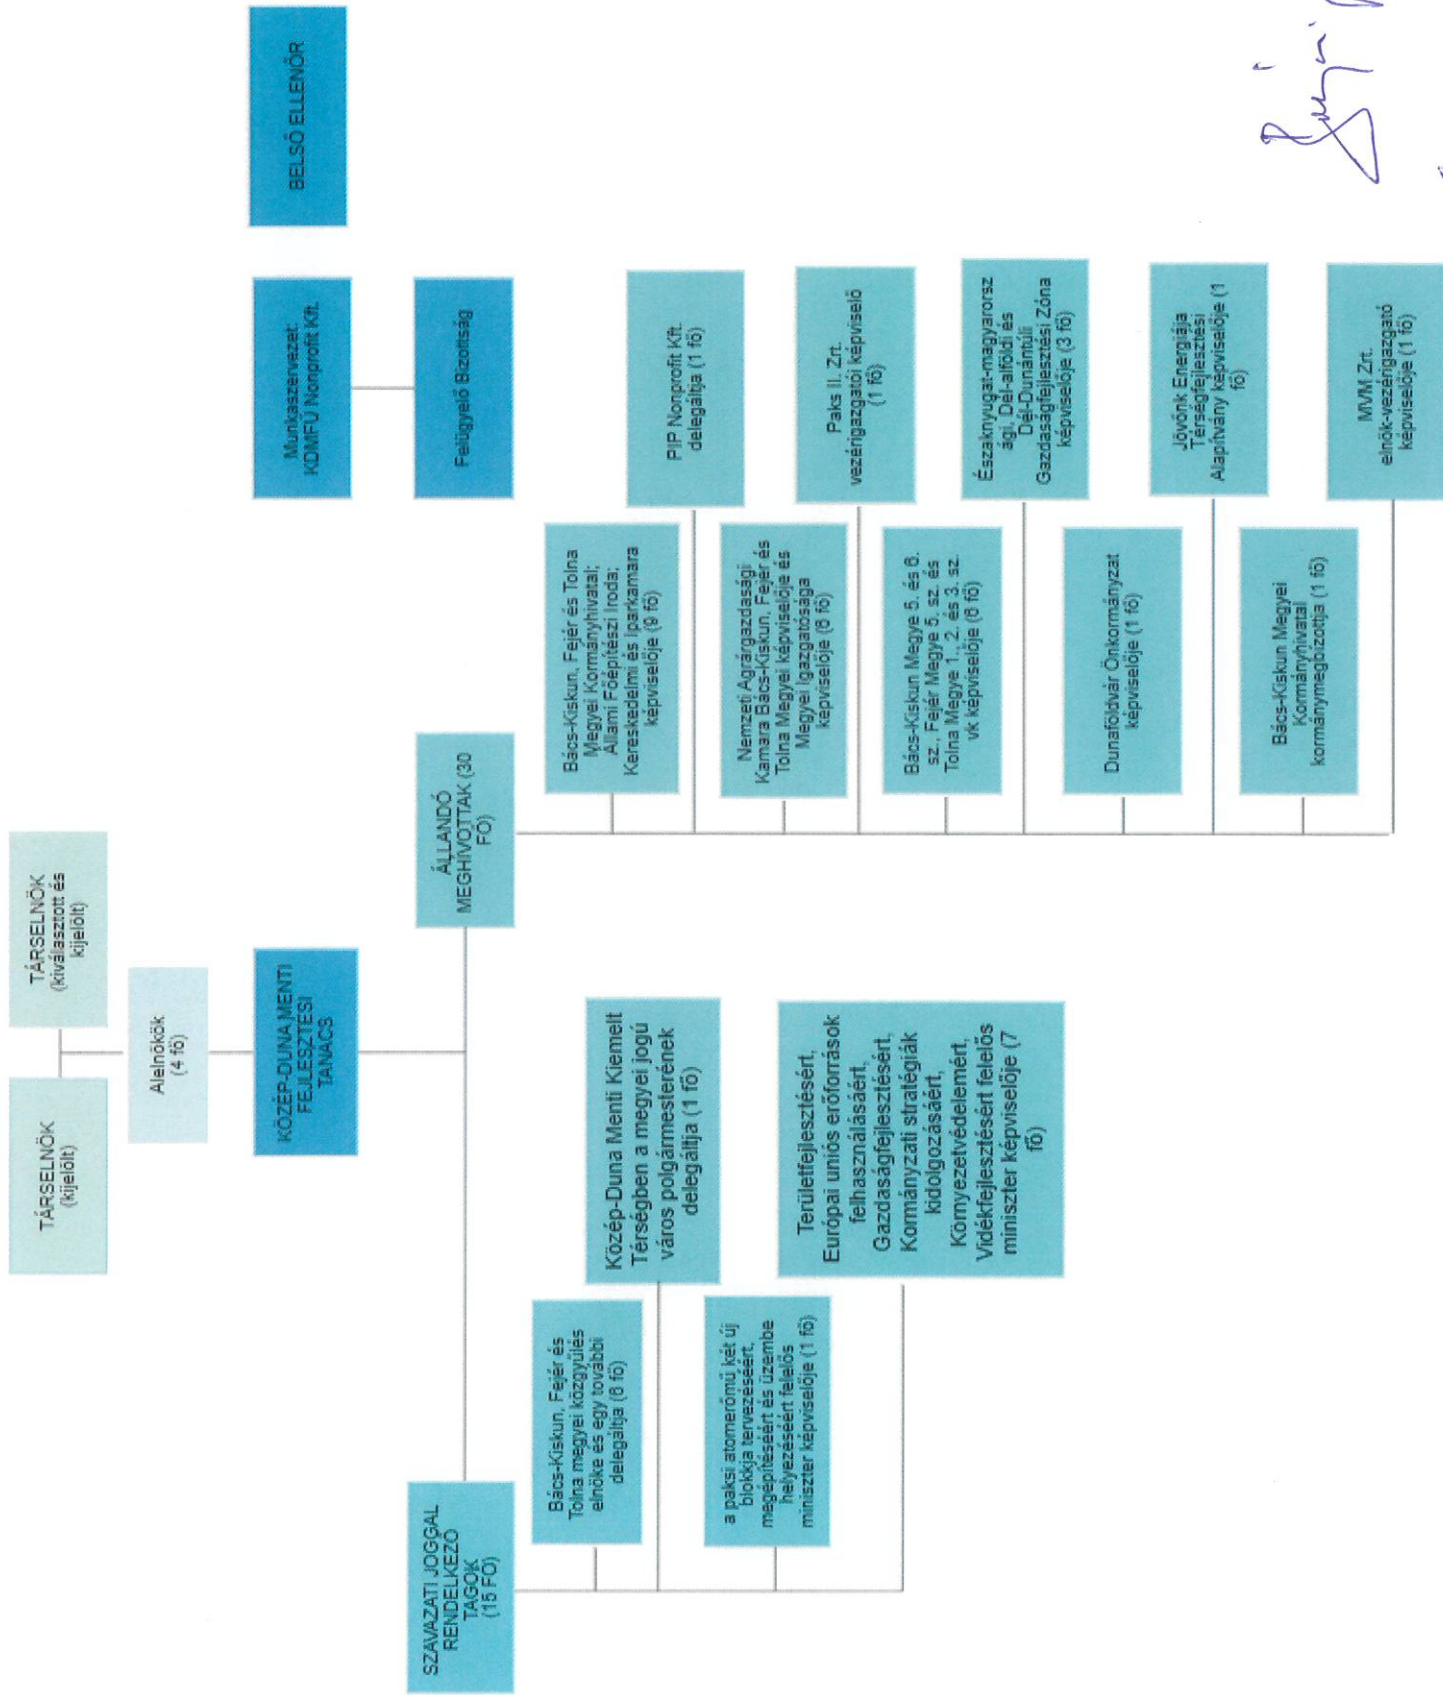 TÁRSELNÖK
(kijelölt)
TÁRSELNÖK
(kiválasztott és
kijelölt)
Alelnökök
(4 fő)
KÖZÉP-DUNA MENTI
FEJLESZTÉSI
TANÁCS
Munkaszervezet:
KDMFÜ Nonprofit Kft.
Felügyelő Bizottság
BELSŐ ELLENŐR
SZAVAZATI JOGGAL
RENDELKEZŐ
TAGOK
(15 FŐ)
Bács-Kiskun, Fejér és
Tolna megyei közgyűlés
elnöke és egy további
delegáltja (6 fő)
Közép-Duna Menti Kiemelt
Térségben a megyei jogú
város polgármesterének
delegáltja (1 fő)
a paksi atomerőmű két új
blokkja tervezéséért,
megépítéséért és üzembe
helyezéséért felelős
miniszter képviselője (1 fő)
Területfejlesztésért,
Európai uniós erőforrások
felhasználásáért,
Gazdaságfejlesztésért,
Kormányzati stratégiák
kidolgozásáért,
Környezetvédelemért,
Vidékfejlesztésért felelős
miniszter képviselője (7
fő)
ÁLLANDÓ
MEGHÍVOTTAK (30
FŐ)
Bács-Kiskun, Fejér és Tolna
Megyei Kormányhivatal;
Állami Főépítészi Iroda;
Kereskedelmi és Iparkamara
képviselője (9 fő)
PIP Nonprofit Kft.
delegáltja (1 fő)
Nemzeti Agrárgazdasági
Kamara Bács-Kiskun, Fejér és
Tolna Megyei képviselője és
Megyei Igazgatósága
képviselője (6 fő)
Paks II. Zrt.
vezérigazgatói képviselő
(1 fő)
Bács-Kiskun Megye 5. és 6.
sz., Fejér Megye 5. sz. és
Tolna Megye 1., 2. és 3. sz.
vk képviselője (6 fő)
Északnyugat-magyarorsz
ági, Dél-alföldi és
Dél-Dunántúli
Gazdaságfejlesztési Zóna
képviselője (3 fő)
Dunaföldvár Önkormányzat
képviselője (1 fő)
Jövőnk Energiája
Térségfejlesztési
Alapítvány képviselője (1
fő)
Bács-Kiskun Megyei
Kormányhivatal
kormánymegbízottja (1 fő)
MVM Zrt.
elnök-vezérigazgató
képviselője (1 fő)